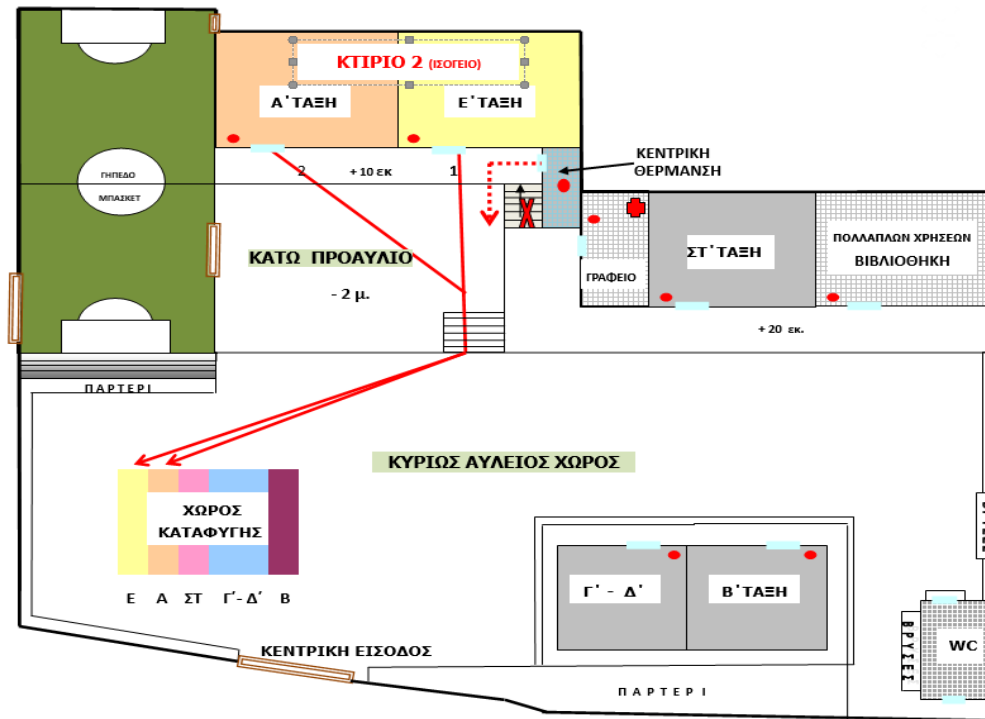 ΚΤΙΡΙΟ 2 (ΙΣΟΓΕΙΟ)
Α΄ΤΑΞΗ
Ε΄ΤΑΞΗ
ΚΕΝΤΡΙΚΗ
ΘΕΡΜΑΝΣΗ
2
+ 10 εκ
1
ΓΗΠΕΔΟ
ΜΠΑΣΚΕΤ
Χ
ΚΑΤΩ ΠΡΟΑΥΛΙΟ
- 2 μ.
ΓΡΑΦΕΙΟ
ΣΤ΄ΤΑΞΗ
ΠΟΛΛΑΠΛΩΝ ΧΡΗΣΕΩΝ
ΒΙΒΛΙΟΘΗΚΗ
+ 20 εκ.
ΠΑΡΤΕΡΙ
ΚΥΡΙΩΣ ΑΥΛΕΙΟΣ ΧΩΡΟΣ
ΧΩΡΟΣ
ΚΑΤΑΦΥΓΗΣ
Ε Α ΣΤ Γ΄- Δ΄ Β
Γ΄ - Δ΄
Β΄ΤΑΞΗ
ΚΕΝΤΡΙΚΗ ΕΙΣΟΔΟΣ
ΠΑΡΤΕΡΙ
ΒΡΥΣΕΣ
WC